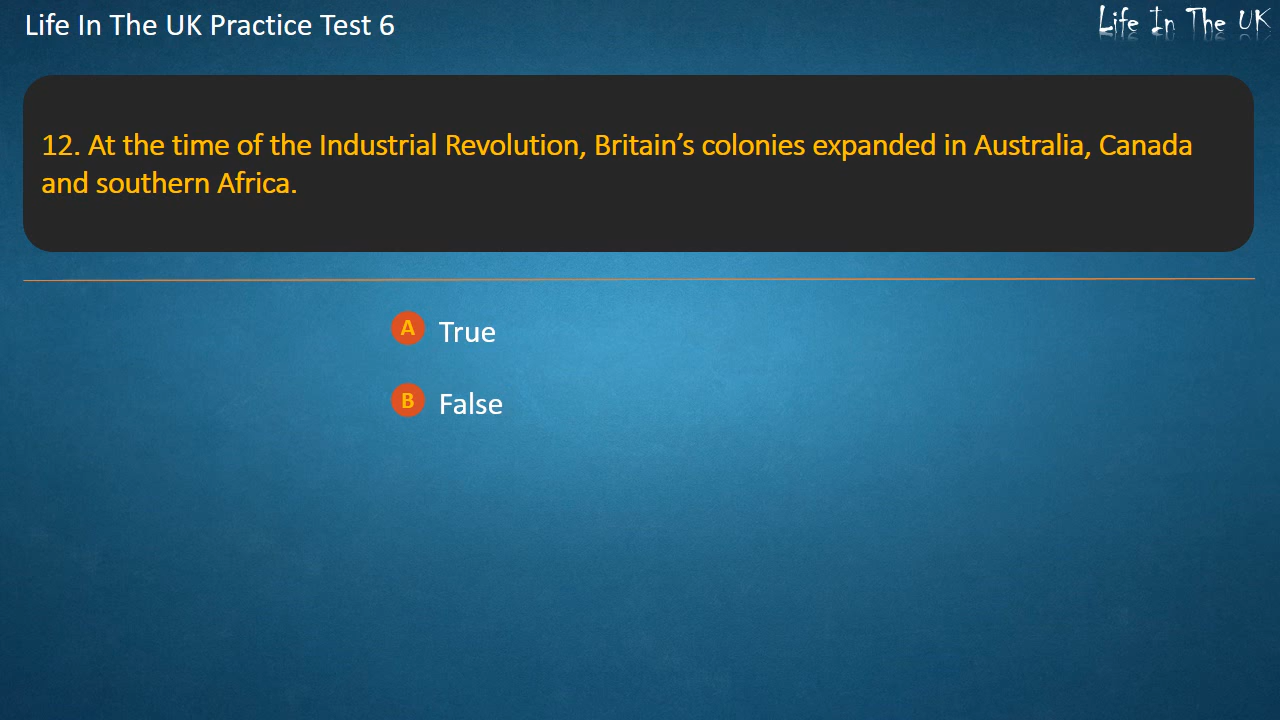 Life In The UK Practice Test 6
Life In The UK
12. At the time of the Industrial Revolution, Britain’s colonies expanded in Australia, Canada
and southern Africa.
A True
B False